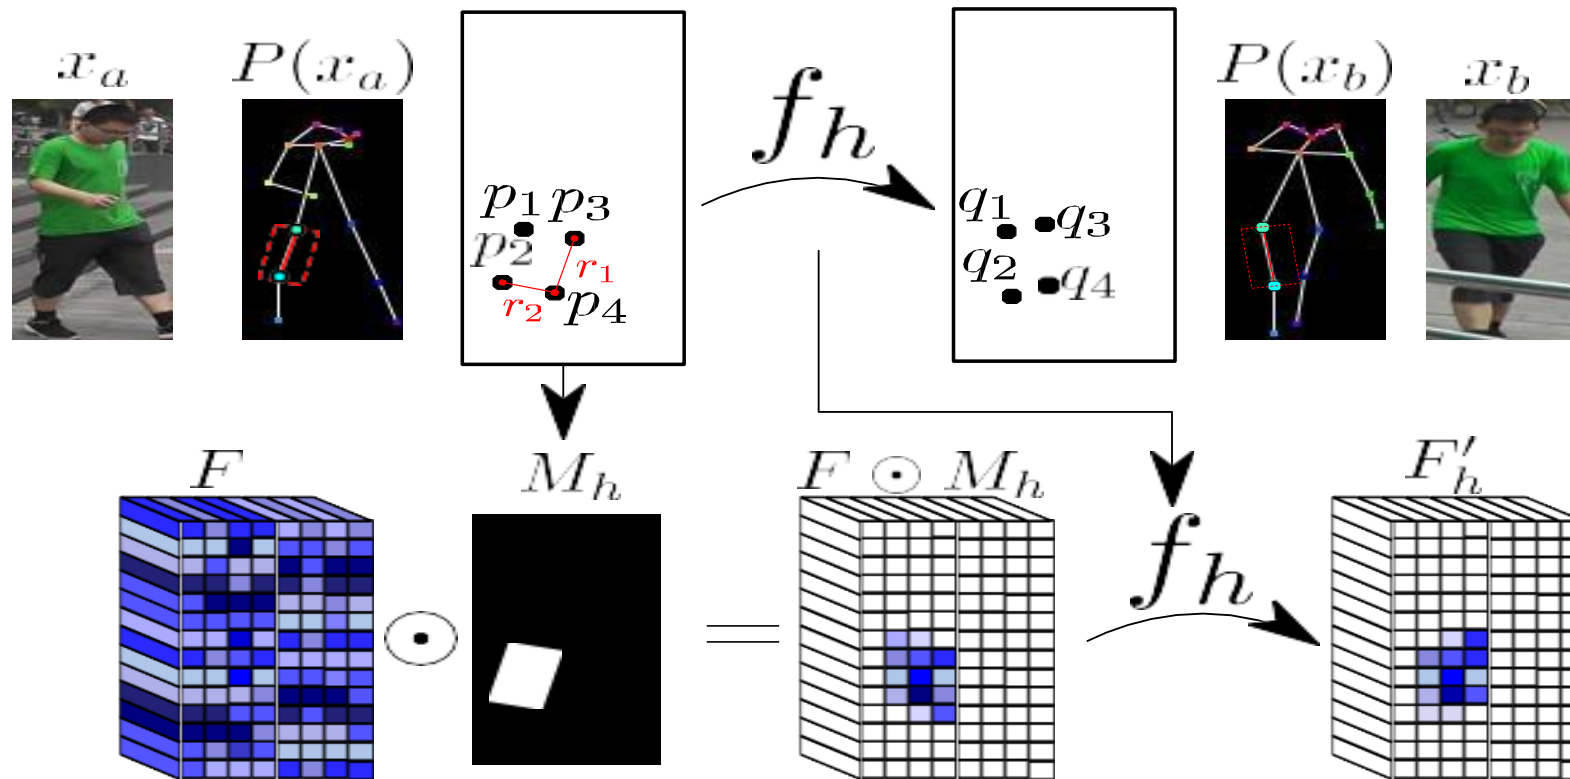 x_a
P(x_a)
f_h
P(x_b)
x_b
p_1 p_3
p_2
r_1
r_2
p_4
q_1
q_3
q_2
q_4
F
M_h
F ⊙ M_h
F'_h
⊙
=
f_h